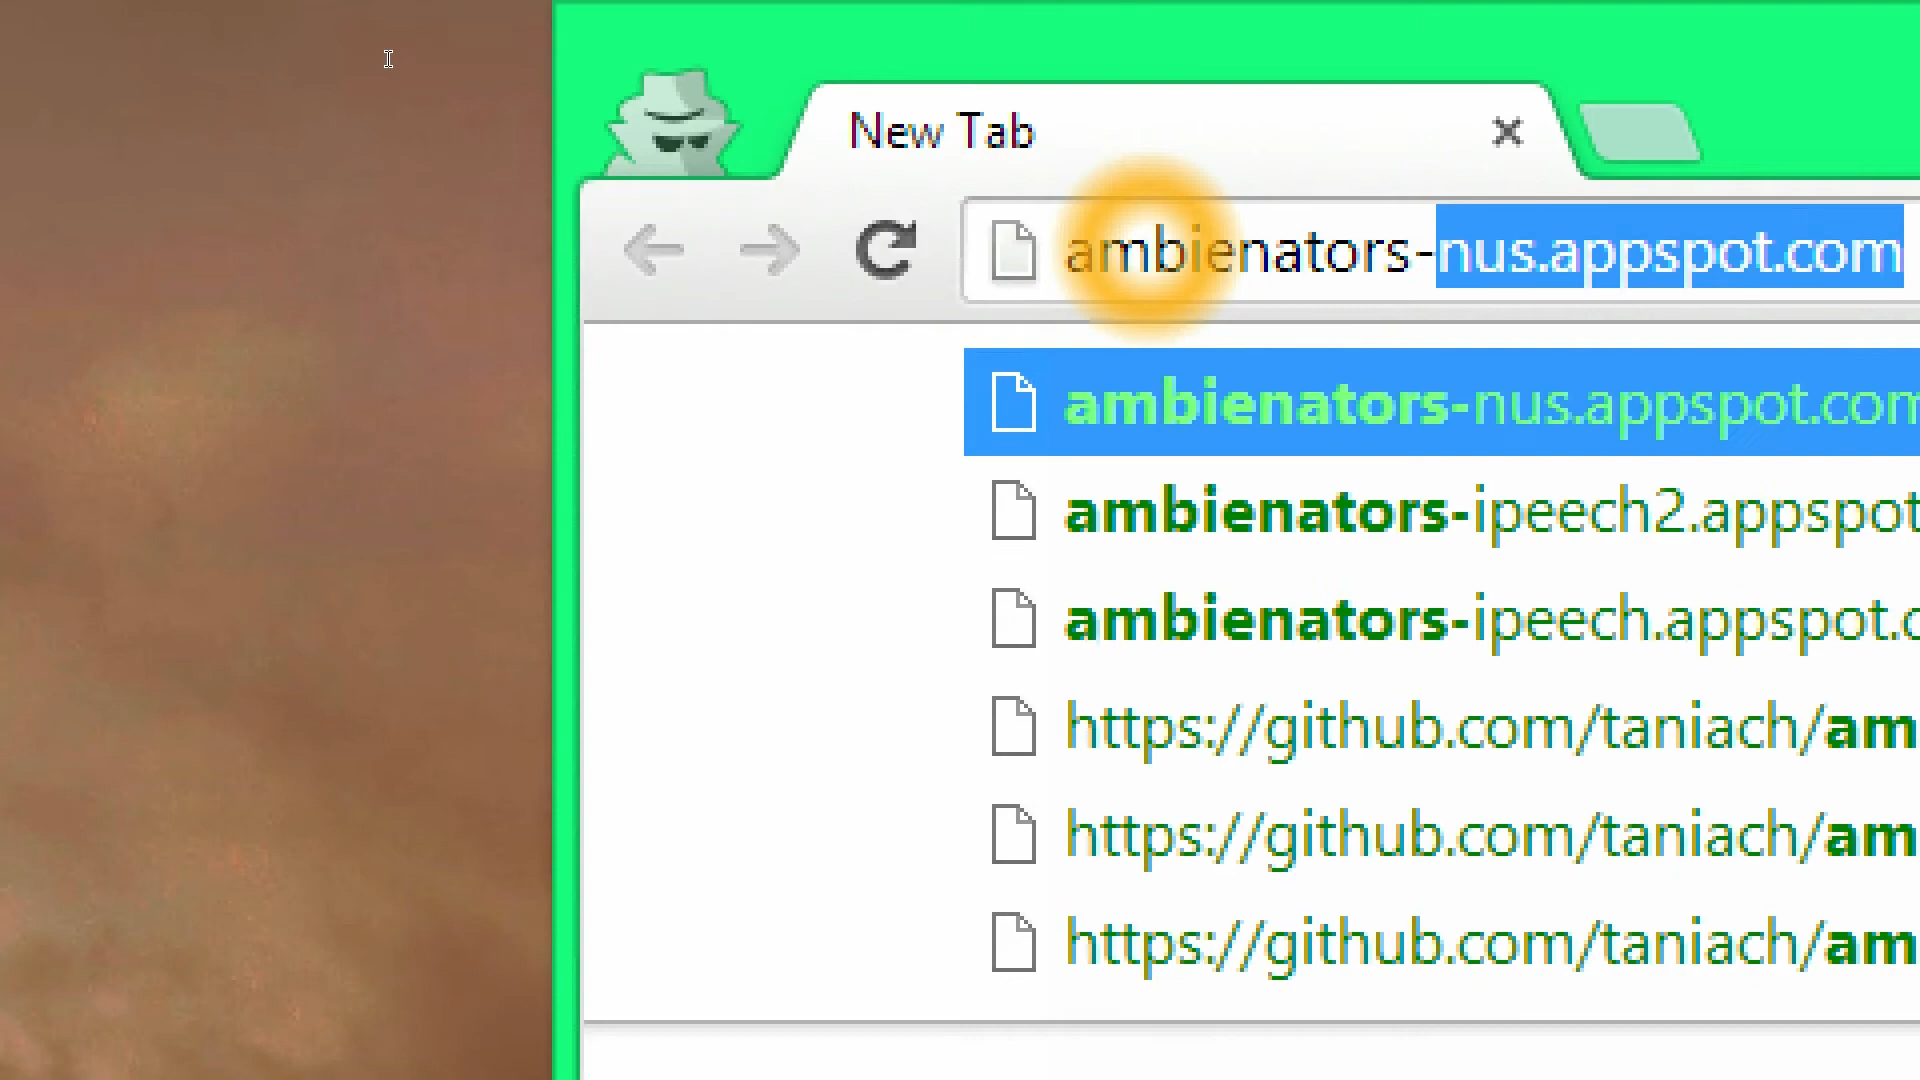 New Tab
ambienators-nus.appspot.com
ambienators-nus.appspot.com
ambienators-ipeech2.appspot
ambienators-ipeech.appspot.c
https://github.com/taniach/am
https://github.com/taniach/am
https://github.com/taniach/am